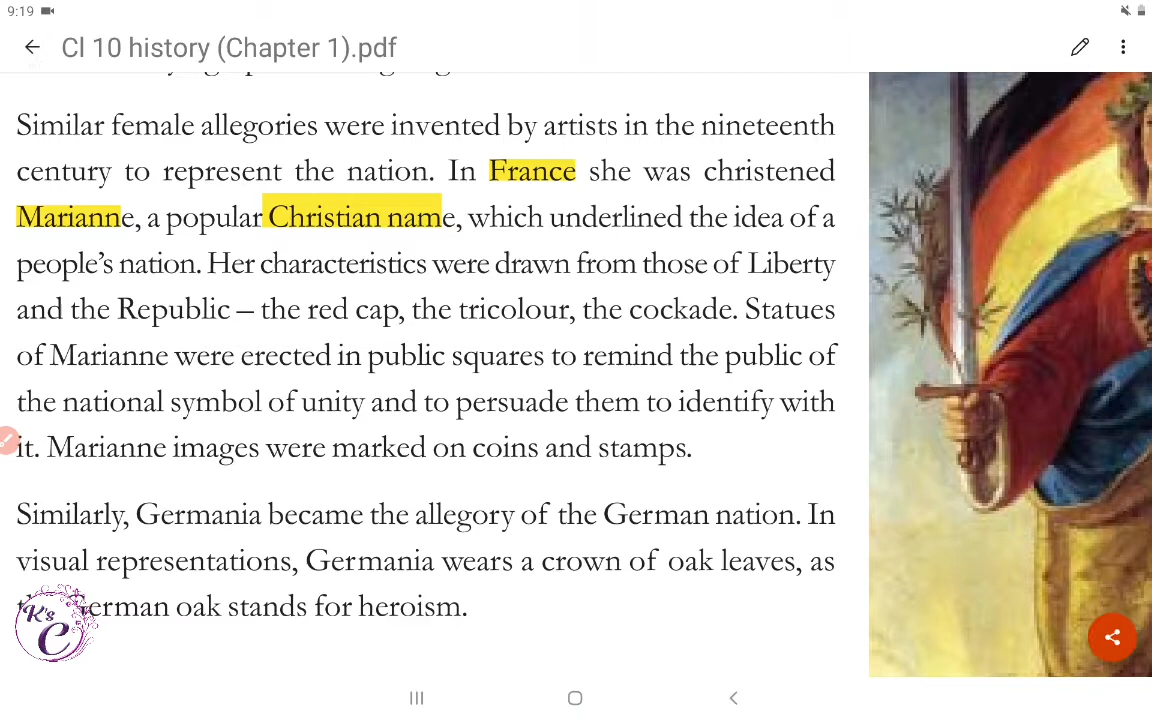 9:19
Cl 10 history (Chapter 1).pdf
Similar female allegories were invented by artists in the nineteenth
century to represent the nation. In France she was christened
Marianne, a popular Christian name, which underlined the idea of a
people's nation. Her characteristics were drawn from those of Liberty
and the Republic – the red cap, the tricolour, the cockade. Statues
of Marianne were erected in public squares to remind the public of
the national symbol of unity and to persuade them to identify with
it. Marianne images were marked on coins and stamps.
Similarly, Germania became the allegory of the German nation. In
visual representations, Germania wears a crown of oak leaves, as
German oak stands for heroism.
K's
C